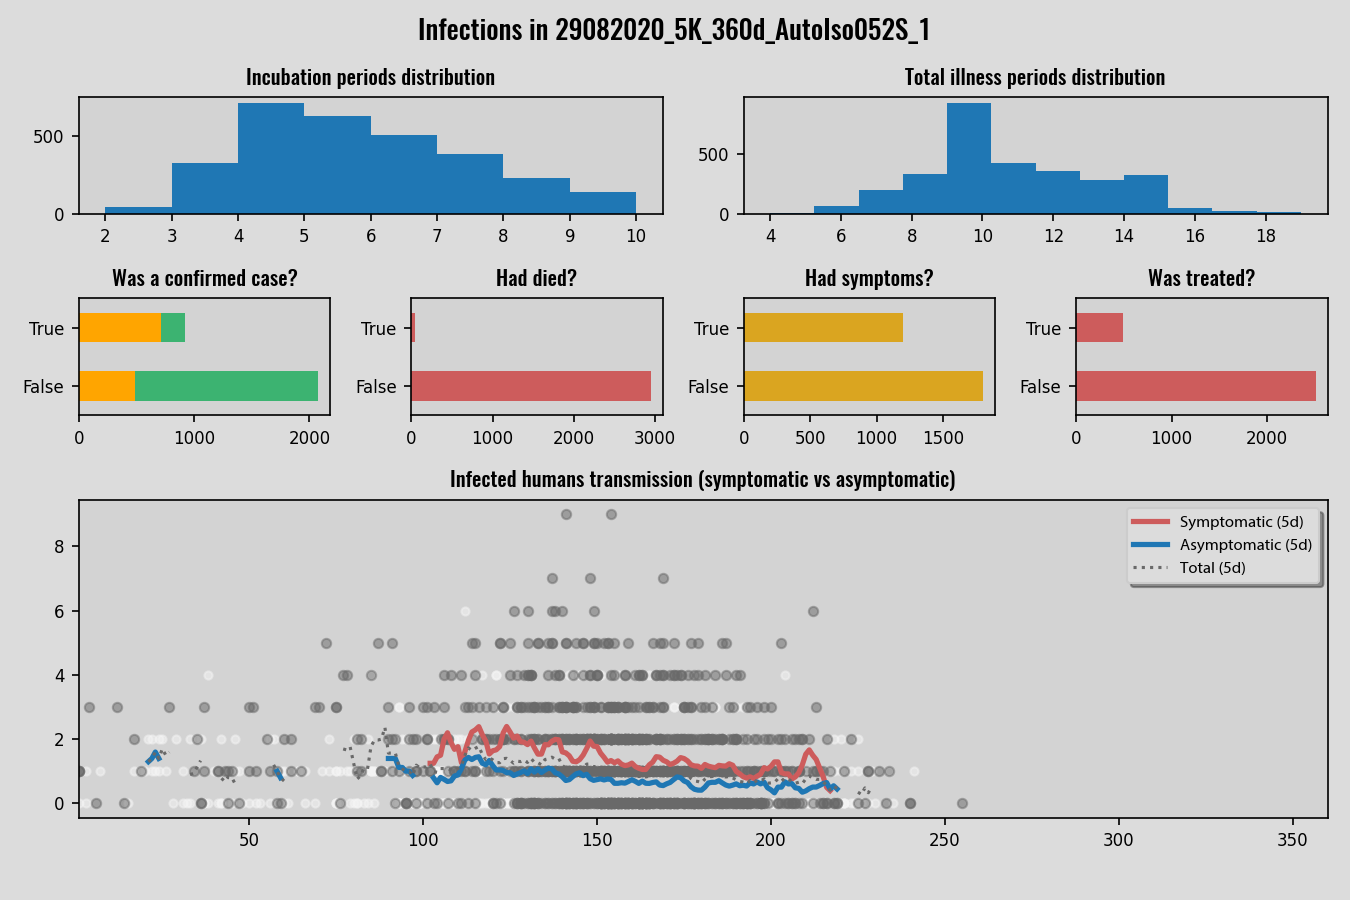 Infections in 29082020_5K_360d_AutoIso052S_1
Incubation periods distribution
Total illness periods distribution
500
0
2 3 4 5 6 7 8 9 10
500
0
4 6 8 10 12 14 16 18
Was a confirmed case?
Had died?
Had symptoms?
Was treated?
True
False
0 1000 2000
True
False
0 1000 2000 3000
True
False
0 500 1000 1500
True
False
0 1000 2000
Infected humans transmission (symptomatic vs asymptomatic)
Symptomatic (5d)
Asymptomatic (5d)
Total (5d)
8
6
4
2
0
50 100 150 200 250 300 350